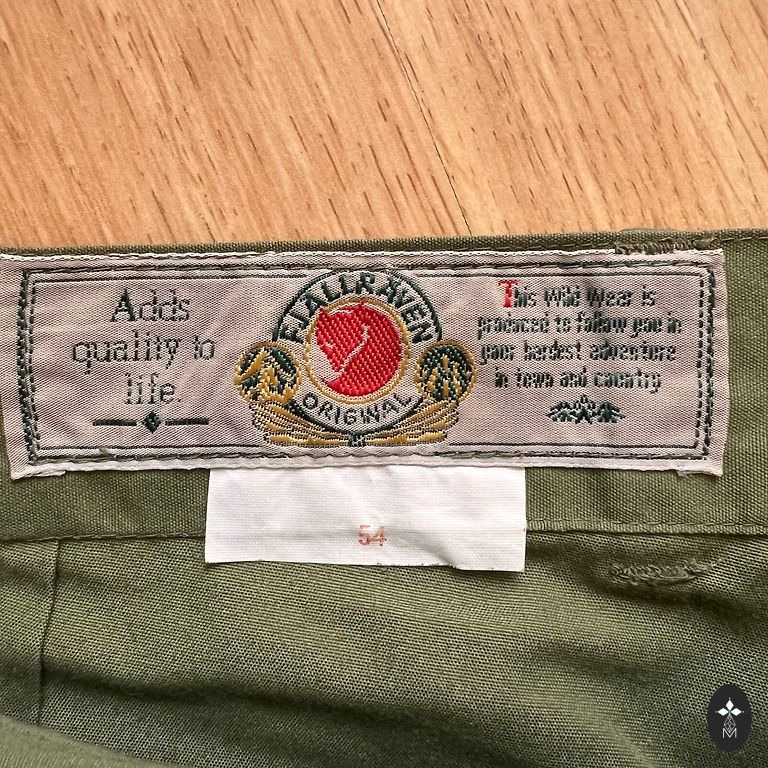 Adds
quality to
life.
FJÄLLRÄVEN
ORIGINAL
This Wild Wear is
produced to follow you in
your hardest adventure
in town and country
54
M